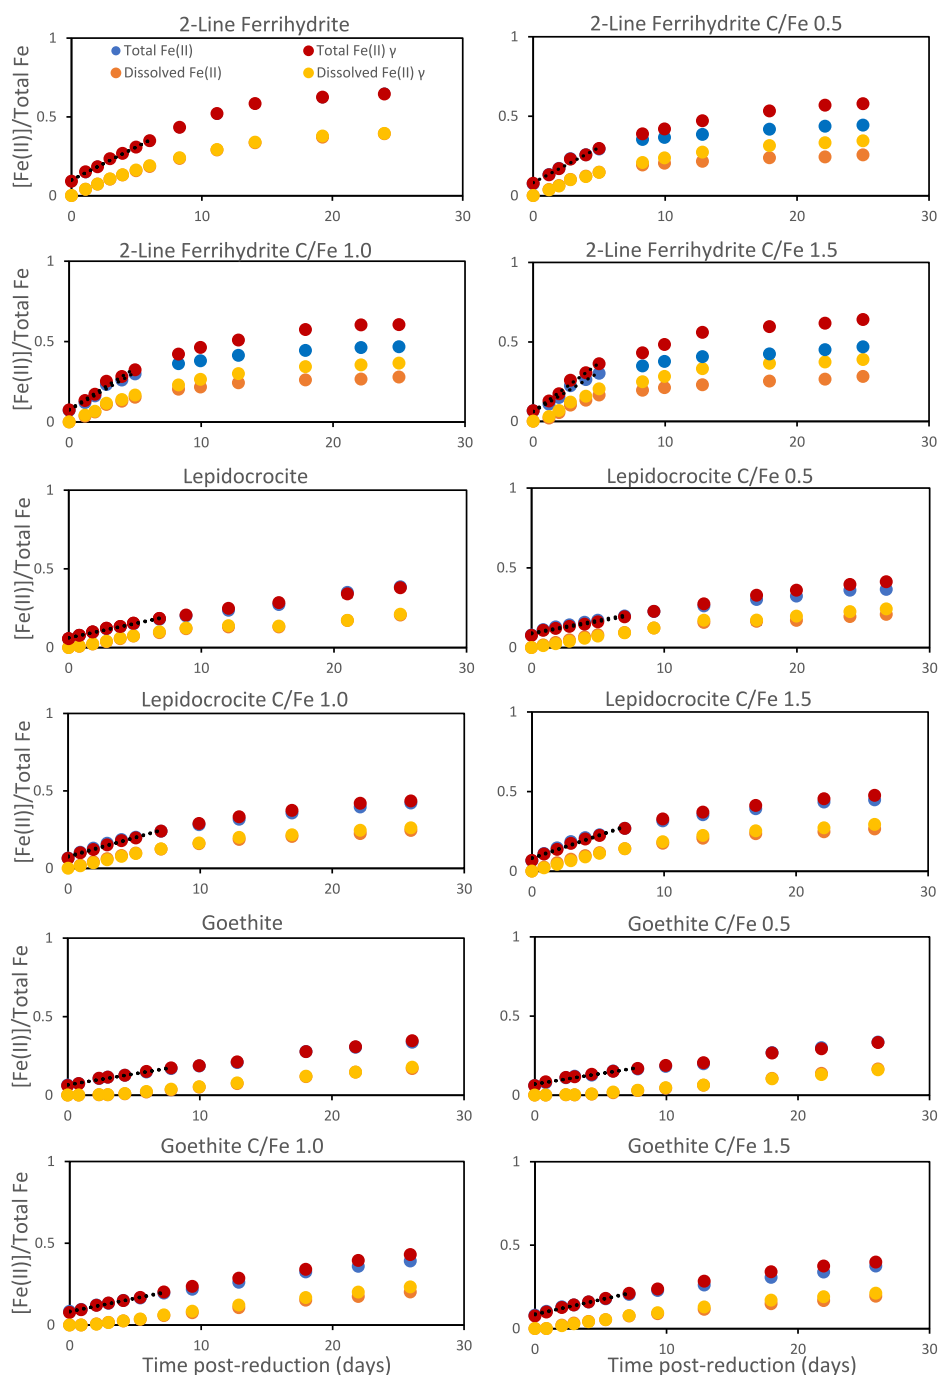 2-Line Ferrihydrite
2-Line Ferrihydrite C/Fe 0.5
[Fe(II)]/Total Fe
1
0.5
0
Total Fe(II)
Total Fe(II) γ
Dissolved Fe(II)
Dissolved Fe(II) γ
0 10 20 30
1
0.5
0
0 10 20 30
2-Line Ferrihydrite C/Fe 1.0
2-Line Ferrihydrite C/Fe 1.5
[Fe(II)]/Total Fe
1
0.5
0
0 10 20 30
1
0.5
0
0 10 20 30
Lepidocrocite
Lepidocrocite C/Fe 0.5
[Fe(II)]/Total Fe
1
0.5
0
0 10 20 30
1
0.5
0
0 10 20 30
Lepidocrocite C/Fe 1.0
Lepidocrocite C/Fe 1.5
[Fe(II)]/Total Fe
1
0.5
0
0 10 20 30
1
0.5
0
0 10 20 30
Goethite
Goethite C/Fe 0.5
[Fe(II)]/Total Fe
1
0.5
0
0 10 20 30
1
0.5
0
0 10 20 30
Goethite C/Fe 1.0
Goethite C/Fe 1.5
[Fe(II)]/Total Fe
1
0.5
0
0 10 20 30
1
0.5
0
0 10 20 30
Time post-reduction (days)
Time post-reduction (days)